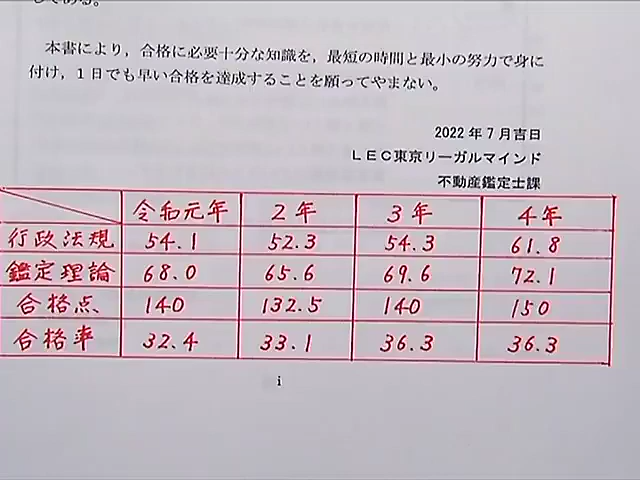 してある。
本書により，合格に必要十分な知識を，最短の時間と最小の努力で身に
付け，１日でも早い合格を達成することを願ってやまない。
2022 年 7 月吉日
ＬＥＣ東京リーガルマインド
不動産鑑定士課
令和元年 2年 3年 4年
行政法規 54.1 52.3 54.3 61.8
鑑定理論 68.0 65.6 69.6 72.1
合格点 140 132.5 140 150
合格率 32.4 33.1 36.3 36.3
i